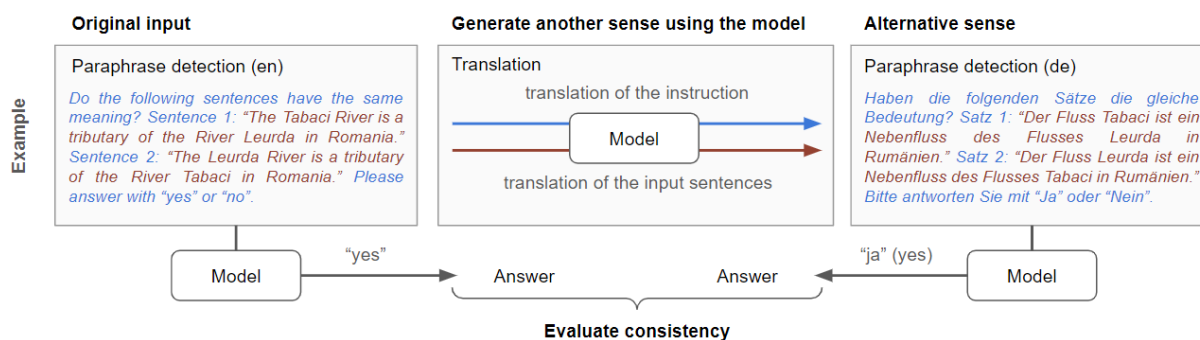 Original input
Generate another sense using the model
Alternative sense
Example
Paraphrase detection (en)
Do the following sentences have the same
meaning? Sentence 1: “The Tabaci River is a
tributary of the River Leurda in Romania.”
Sentence 2: “The Leurda River is a tributary
of the River Tabaci in Romania.” Please
answer with “yes” or “no”.
Translation
translation of the instruction
Model
translation of the input sentences
Paraphrase detection (de)
Haben die folgenden Sätze die gleiche
Bedeutung? Satz 1: “Der Fluss Tabaci ist ein
Nebenfluss des Flusses Leurda in
Rumänien.” Satz 2: “Der Fluss Leurda ist ein
Nebenfluss des Flusses Tabaci in Rumänien.”
Bitte antworten Sie mit “Ja” oder “Nein”.
Model
“yes”
Answer
Answer
“ja” (yes)
Model
Evaluate consistency